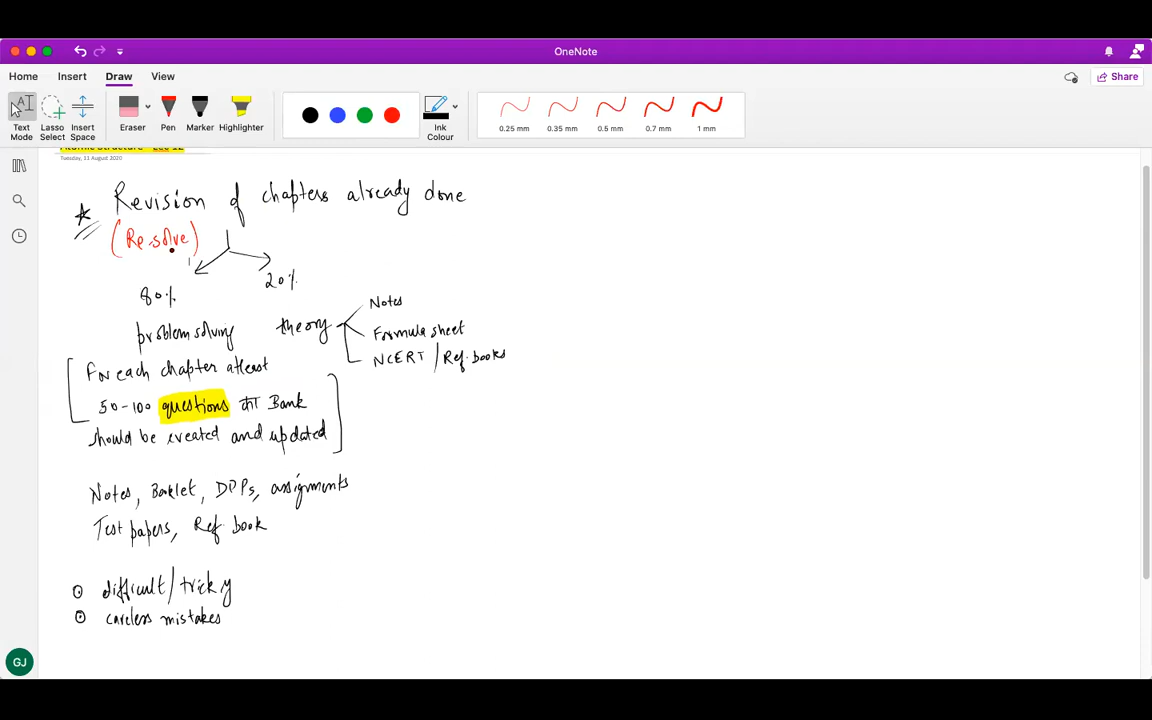 OneNote
Home Insert Draw View
Share
Text Mode
Lasso Select
Insert Space
Eraser
Pen
Marker
Highlighter
Ink Colour
0.25 mm
0.35 mm
0.5 mm
0.7 mm
1 mm
Tuesday, 11 August 2020
Revision of chapters already done
(Re-solve)
80% 20%
problem solving theory
Notes
Formula sheet
NCERT / Ref. books
For each chapter atleast
50-100 questions Bank
should be created and updated
Notes, Booklet, DPPs, assignments
Test papers, Ref book
difficult/tricky
careless mistakes
GJ